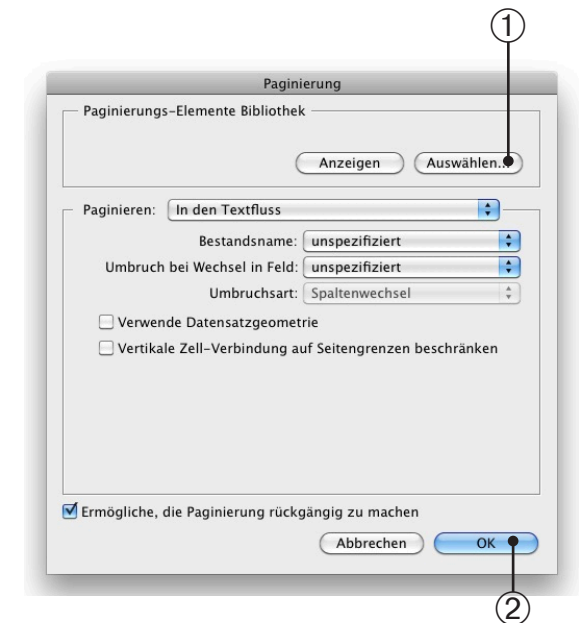 ①
Paginierung
Paginierungs-Elemente Bibliothek
Anzeigen Auswählen...
Paginieren: In den Textfluss
Bestandsname: unspezifiziert
Umbruch bei Wechsel in Feld: unspezifiziert
Umbruchsart: Spaltenwechsel
Verwende Datensatzgeometrie
Vertikale Zell-Verbindung auf Seitengrenzen beschränken
Ermögliche, die Paginierung rückgängig zu machen
Abbrechen OK
②